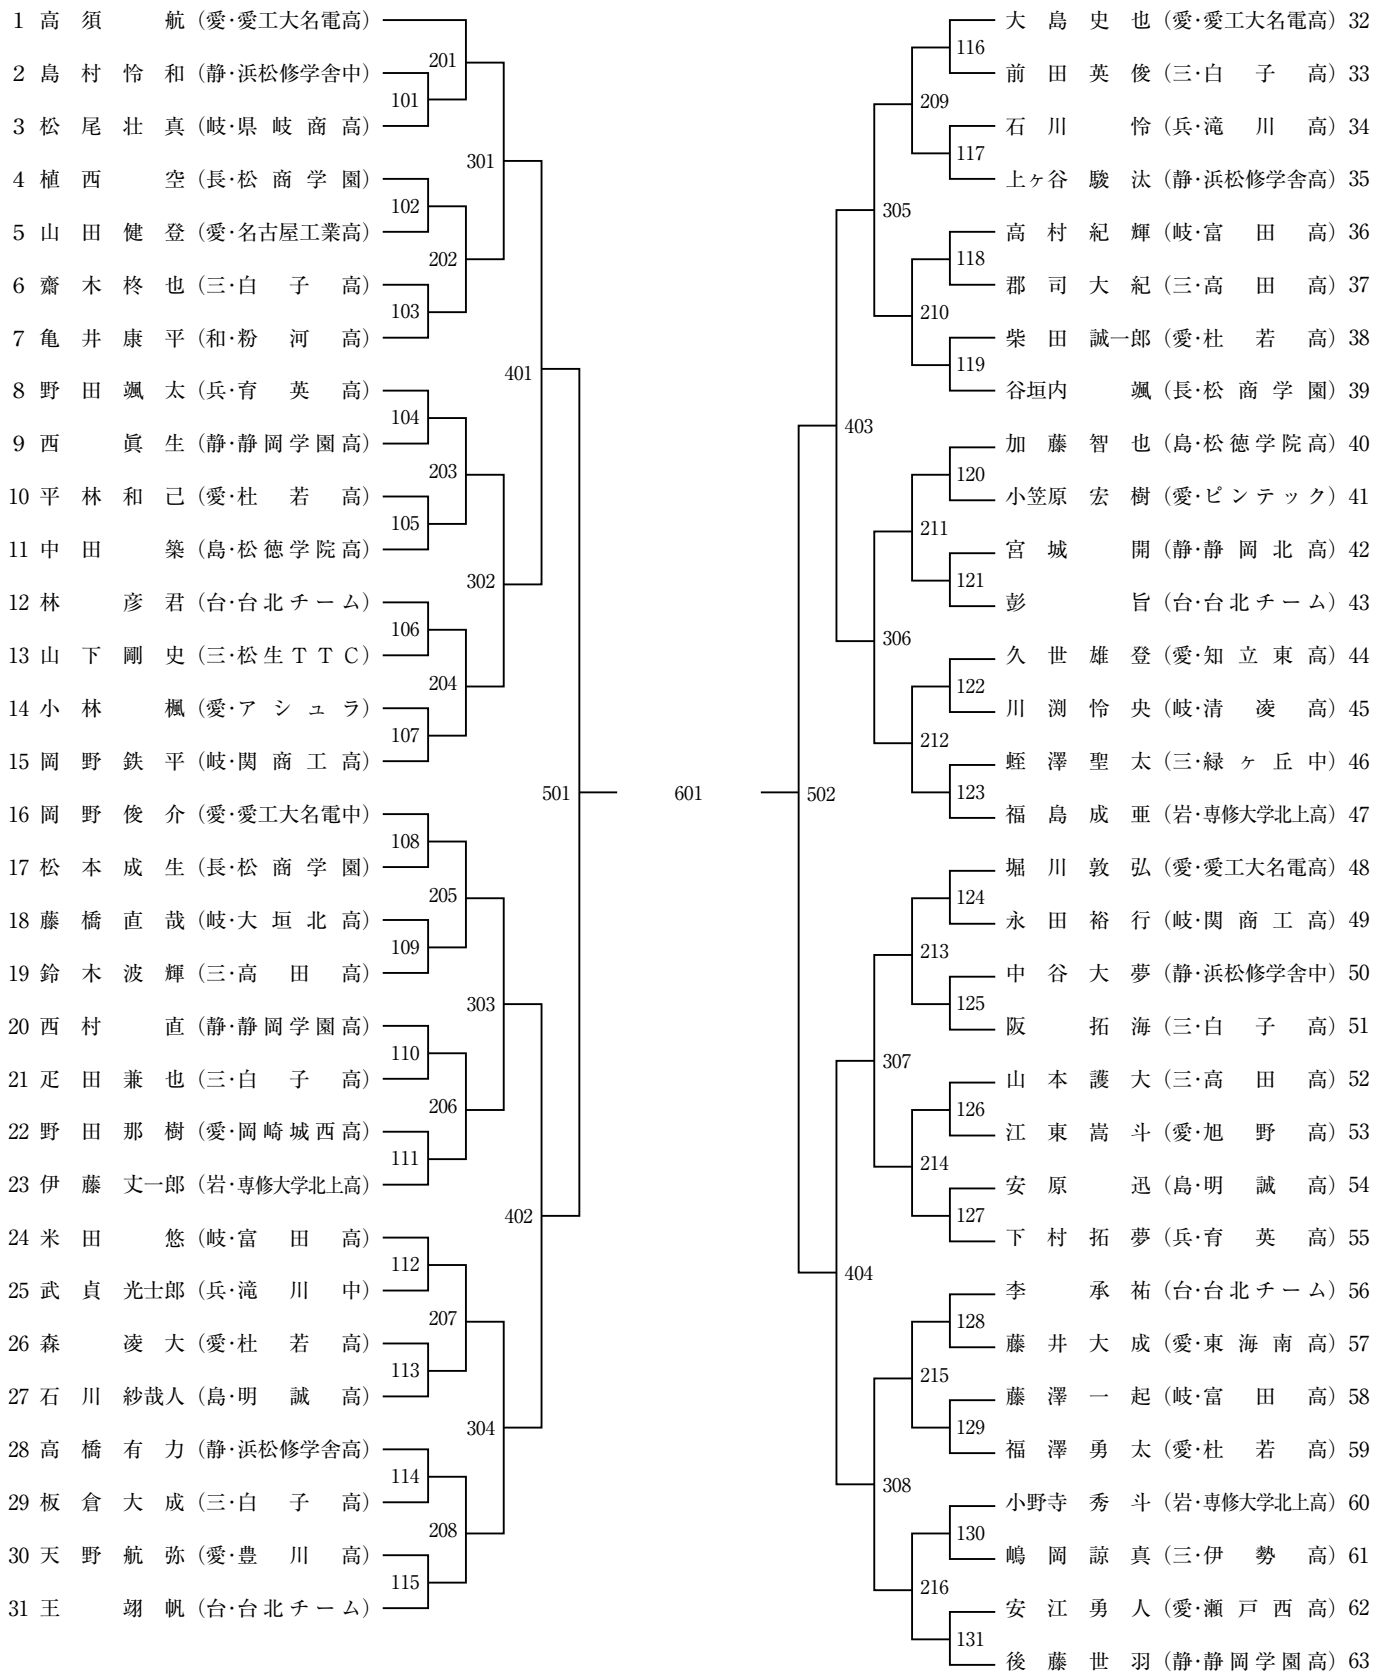 1 高須 航 (愛・愛工大名電高)
2 島村怜和 (静・浜松修学舎中)
3 松尾壮真 (岐・県岐商高)
4 植西 空 (長・松商学園)
5 山田健登 (愛・名古屋工業高)
6 齋木柊也 (三・白子高)
7 亀井康平 (和・粉河高)
8 野田颯太 (兵・育英高)
9 西 眞生 (静・静岡学園高)
10 平林和己 (愛・杜若高)
11 中田 築 (島・松徳学院高)
12 林 彦君 (台・台北チーム)
13 山下剛史 (三・松生TTC)
14 小林 楓 (愛・アシュラ)
15 岡野鉄平 (岐・関商工高)
16 岡野俊介 (愛・愛工大名電中)
17 松本成生 (長・松商学園)
18 藤橋直哉 (岐・大垣北高)
19 鈴木波輝 (三・高田高)
20 西村 直 (静・静岡学園高)
21 疋田兼也 (三・白子高)
22 野田那樹 (愛・岡崎城西高)
23 伊藤丈一郎 (岩・専修大学北上高)
24 米田 悠 (岐・富田高)
25 武貞光士郎 (兵・滝川中)
26 森 凌大 (愛・杜若高)
27 石川紗哉人 (島・明誠高)
28 高橋有力 (静・浜松修学舎高)
29 板倉大成 (三・白子高)
30 天野航弥 (愛・豊川高)
31 王 翊帆 (台・台北チーム)
101
102
103
104
105
106
107
108
109
110
111
112
113
114
115
201
202
203
204
205
206
207
208
301
302
303
304
401
402
501
601
502
403
404
305
306
307
308
209
210
211
212
213
214
215
216
116
117
118
119
120
121
122
123
124
125
126
127
128
129
130
131
大島史也 (愛・愛工大名電高) 32
前田英俊 (三・白子高) 33
石川 怜 (兵・滝川高) 34
上ヶ谷駿汰 (静・浜松修学舎高) 35
高村紀輝 (岐・富田高) 36
郡司大紀 (三・高田高) 37
柴田誠一郎 (愛・杜若高) 38
谷垣内 颯 (長・松商学園) 39
加藤智也 (島・松徳学院高) 40
小笠原宏樹 (愛・ピンテック) 41
宮城 開 (静・静岡北高) 42
彭 旨 (台・台北チーム) 43
久世雄登 (愛・知立東高) 44
川渕怜央 (岐・清凌高) 45
蛭澤聖太 (三・緑ヶ丘中) 46
福島成亜 (岩・専修大学北上高) 47
堀川敦弘 (愛・愛工大名電高) 48
永田裕行 (岐・関商工高) 49
中谷大夢 (静・浜松修学舎中) 50
阪 拓海 (三・白子高) 51
山本護大 (三・高田高) 52
江東嵩斗 (愛・旭野高) 53
安原 迅 (島・明誠高) 54
下村拓夢 (兵・育英高) 55
李 承祐 (台・台北チーム) 56
藤井大成 (愛・東海南高) 57
藤澤一起 (岐・富田高) 58
福澤勇太 (愛・杜若高) 59
小野寺秀斗 (岩・専修大学北上高) 60
嶋岡諒真 (三・伊勢高) 61
安江勇人 (愛・瀬戸西高) 62
後藤世羽 (静・静岡学園高) 63